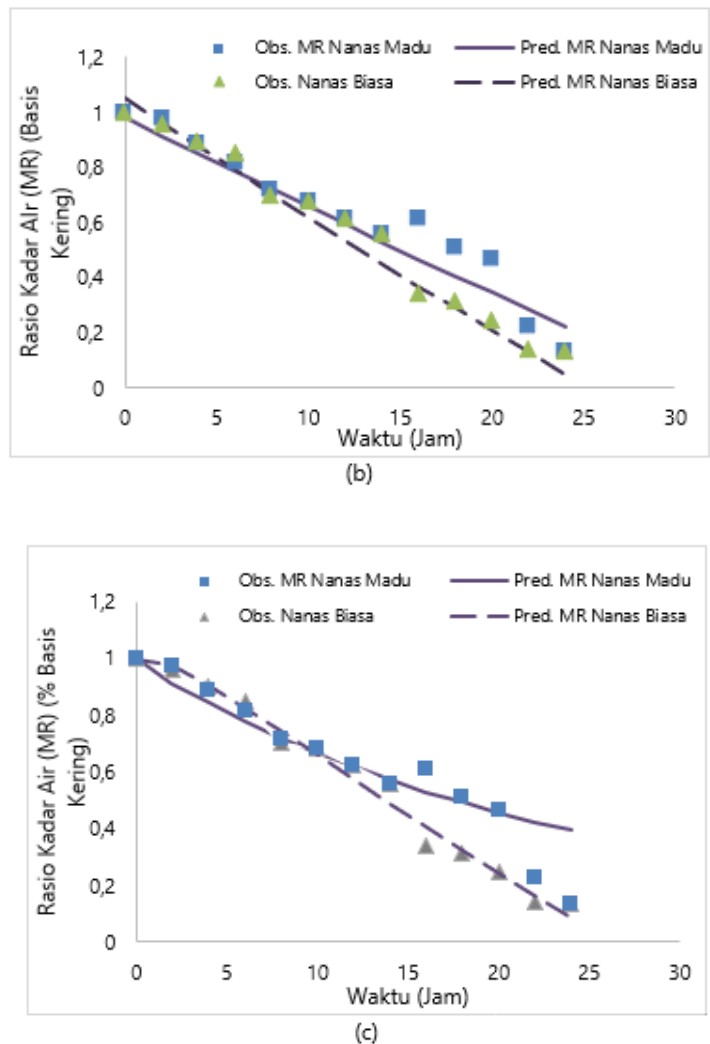 Obs. MR Nanas Madu
Pred. MR Nanas Madu
Obs. Nanas Biasa
Pred. MR Nanas Biasa
1,2
1
0,8
0,6
0,4
0,2
0
0 5 10 15 20 25 30
Rasio Kadar AIr (MR) (Basis
Kering)
Waktu (Jam)
(b)
Obs. MR Nanas Madu
Pred. MR Nanas Madu
Obs. Nanas Biasa
Pred. MR Nanas Biasa
1,2
1
0,8
0,6
0,4
0,2
0
0 5 10 15 20 25 30
Rasio Kadar Air (MR) (% Basis
Kering)
Waktu (Jam)
(c)